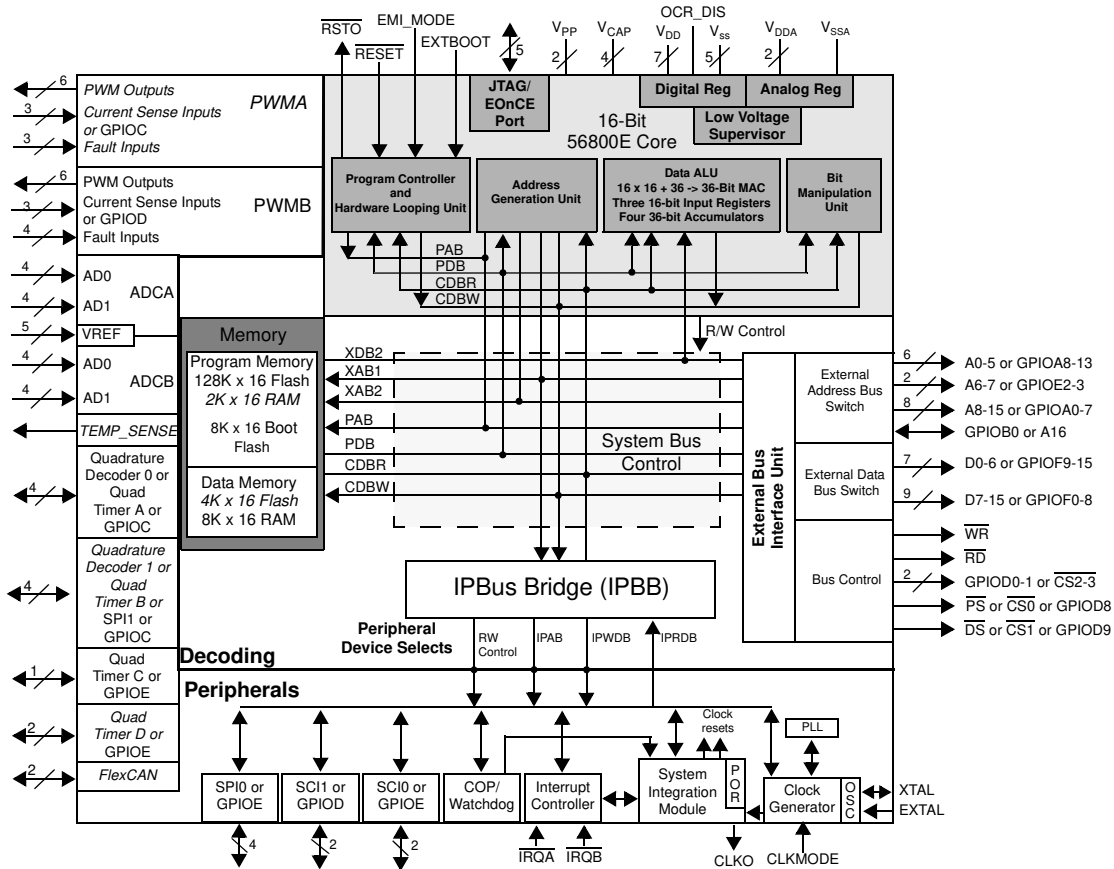 RSTO
EMI_MODE
RESET
EXTBOOT
5
VPP
2
VCAP
4
OCR_DIS
VDD
7
Vss
5
VDDA
2
VSSA
JTAG/
EOnCE
Port
Digital Reg
Analog Reg
Low Voltage
Supervisor
16-Bit
56800E Core
Program Controller
and
Hardware Looping Unit
Address
Generation Unit
Data ALU
16 x 16 + 36 -> 36-Bit MAC
Three 16-bit Input Registers
Four 36-bit Accumulators
Bit
Manipulation
Unit
PAB
PDB
CDBR
CDBW
R/W Control
6
PWM Outputs
PWMA
3
Current Sense Inputs
or GPIOC
3
Fault Inputs
6
PWM Outputs
PWMB
3
Current Sense Inputs
or GPIOD
4
Fault Inputs
4
AD0
ADCA
4
AD1
5
VREF
4
AD0
ADCB
4
AD1
TEMP_SENSE
4
Quadrature
Decoder 0 or
Quad
Timer A or
GPIOC
4
Quadrature
Decoder 1 or
Quad
Timer B or
SPI1 or
GPIOC
1
Quad
Timer C or
GPIOE
2
Quad
Timer D or
GPIOE
2
FlexCAN
Memory
Program Memory
128K x 16 Flash
2K x 16 RAM
8K x 16 Boot
Flash
Data Memory
4K x 16 Flash
8K x 16 RAM
XDB2
XAB1
XAB2
PAB
PDB
CDBR
CDBW
System Bus
Control
External Bus
Interface Unit
External
Address Bus
Switch
External Data
Bus Switch
Bus Control
6
A0-5 or GPIOA8-13
2
A6-7 or GPIOE2-3
8
A8-15 or GPIOA0-7
GPIOB0 or A16
7
D0-6 or GPIOF9-15
9
D7-15 or GPIOF0-8
WR
RD
2
GPIOD0-1 or CS2-3
PS or CS0 or GPIOD8
DS or CS1 or GPIOD9
IPBus Bridge (IPBB)
Peripheral
Device Selects
RW
Control
IPAB
IPWDB
IPRDB
Decoding
Peripherals
Clock
resets
PLL
SPI0 or
GPIOE
SCI1 or
GPIOD
SCI0 or
GPIOE
COP/
Watchdog
Interrupt
Controller
System
Integration
Module
POR
Clock
Generator
OSC
XTAL
EXTAL
4
2
2
IRQA
IRQB
CLKO
CLKMODE